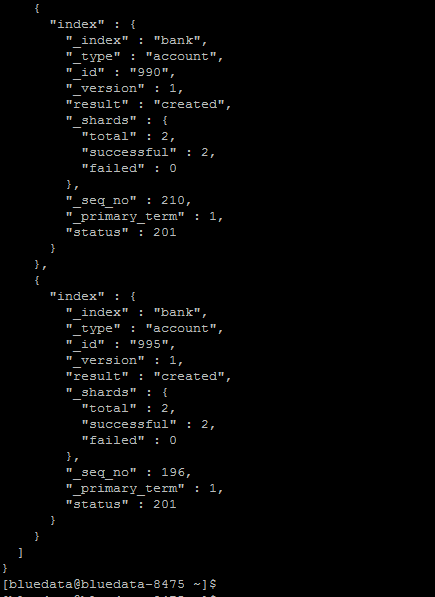 {
"index" : {
"_index" : "bank",
"_type" : "account",
"_id" : "990",
"_version" : 1,
"result" : "created",
"_shards" : {
"total" : 2,
"successful" : 2,
"failed" : 0
},
"_seq_no" : 210,
"_primary_term" : 1,
"status" : 201
}
},
{
"index" : {
"_index" : "bank",
"_type" : "account",
"_id" : "995",
"_version" : 1,
"result" : "created",
"_shards" : {
"total" : 2,
"successful" : 2,
"failed" : 0
},
"_seq_no" : 196,
"_primary_term" : 1,
"status" : 201
}
}
]
}
[bluedata@bluedata-8475 ~]$